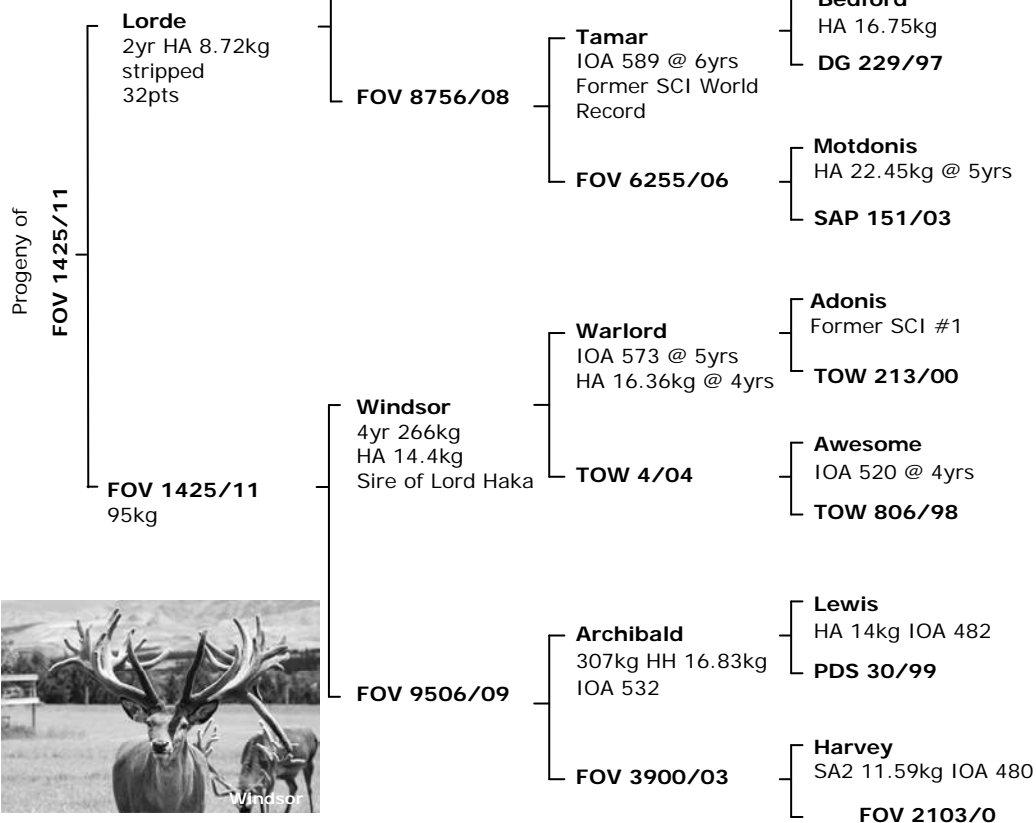 Progeny of
FOV 1425/11
Lorde
2yr HA 8.72kg
stripped
32pts
FOV 8756/08
Tamar
IOA 589 @ 6yrs
Former SCI World
Record
FOV 6255/06
Bedford
HA 16.75kg
DG 229/97
Motdonis
HA 22.45kg @ 5yrs
SAP 151/03
FOV 1425/11
95kg
Windsor
4yr 266kg
HA 14.4kg
Sire of Lord Haka
Warlord
IOA 573 @ 5yrs
HA 16.36kg @ 4yrs
TOW 4/04
Adonis
Former SCI #1
TOW 213/00
Awesome
IOA 520 @ 4yrs
TOW 806/98
FOV 9506/09
Archibald
307kg HH 16.83kg
IOA 532
FOV 3900/03
Lewis
HA 14kg IOA 482
PDS 30/99
Harvey
SA2 11.59kg IOA 480
FOV 2103/0
Windsor